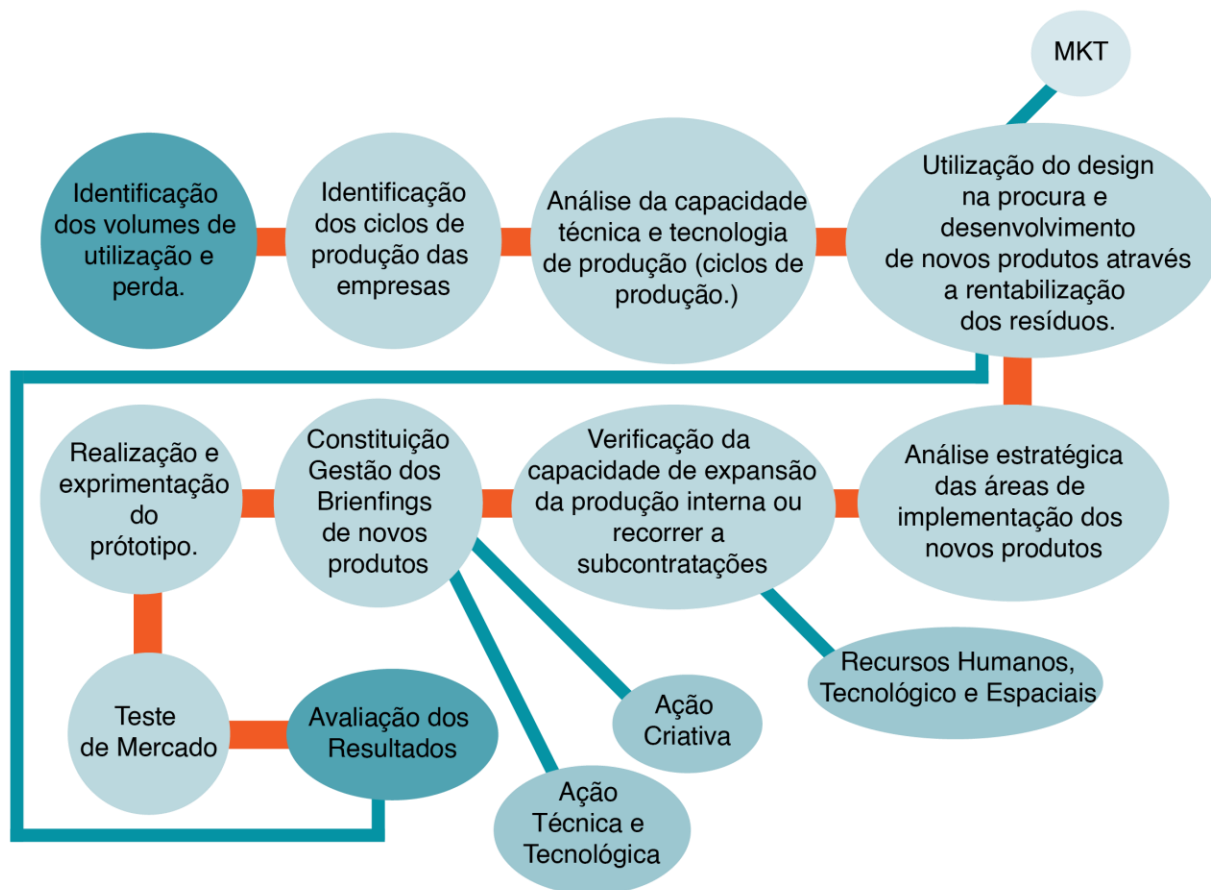 MKT
Identificação
dos volumes de
utilização e
perda.
Identificação
dos ciclos de
produção das
empresas
Análise da capacidade
técnica e tecnologia
de produção (ciclos de
produção.)
Utilização do design
na procura e
desenvolvimento
de novos produtos através
a rentabilização
dos resíduos.
Realização e
exprimentação
do
prótotipo.
Constituição
Gestão dos
Brienfings
de novos
produtos
Verificação da
capacidade de expansão
da produção interna ou
recorrer a
subcontratações
Análise estratégica
das áreas de
implementação dos
novos produtos
Recursos Humanos,
Tecnológico e Espaciais
Teste
de Mercado
Avaliação dos
Resultados
Ação
Criativa
Ação
Técnica e
Tecnológica